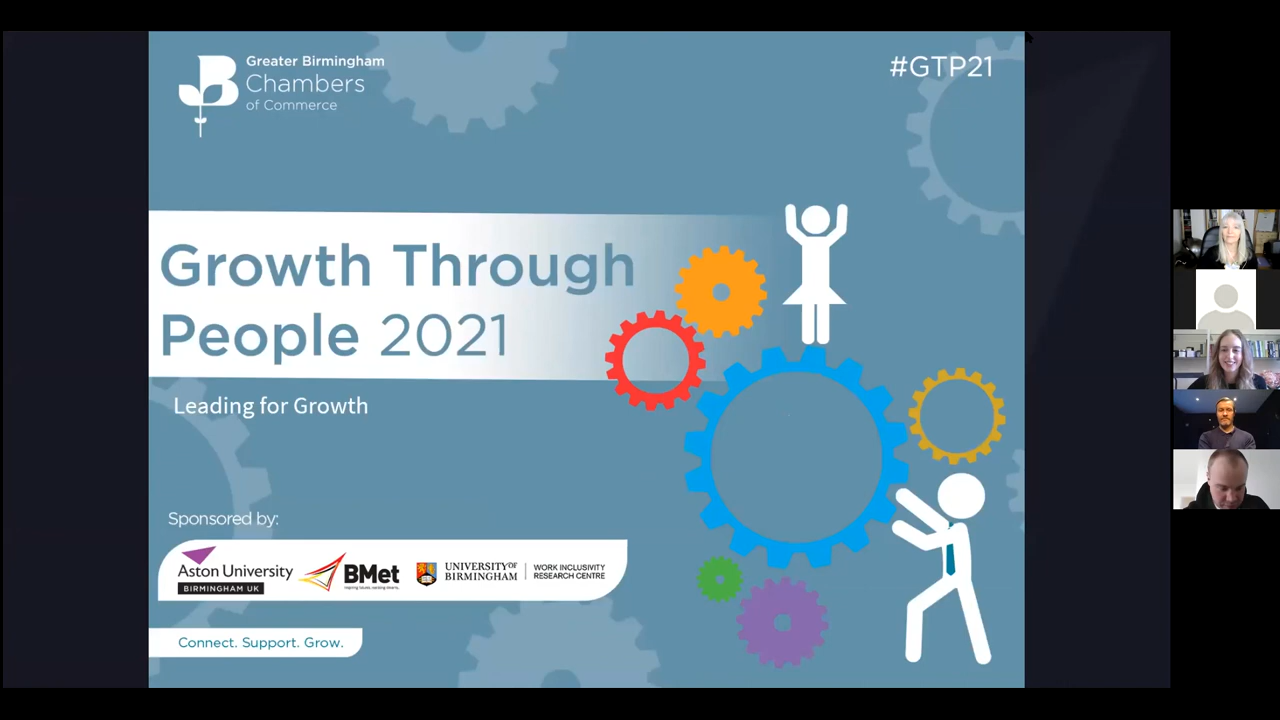 Greater Birmingham
Chambers
of Commerce
#GTP21
Growth Through
People 2021
Leading for Growth
Sponsored by:
Aston University
BIRMINGHAM UK
BMet
UNIVERSITY OF
BIRMINGHAM
WORK INCLUSIVITY
RESEARCH CENTRE
Connect. Support. Grow.